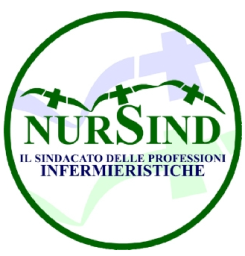 NURSIND
IL SINDACATO DELLE PROFESSIONI
INFERMIERISTICHE